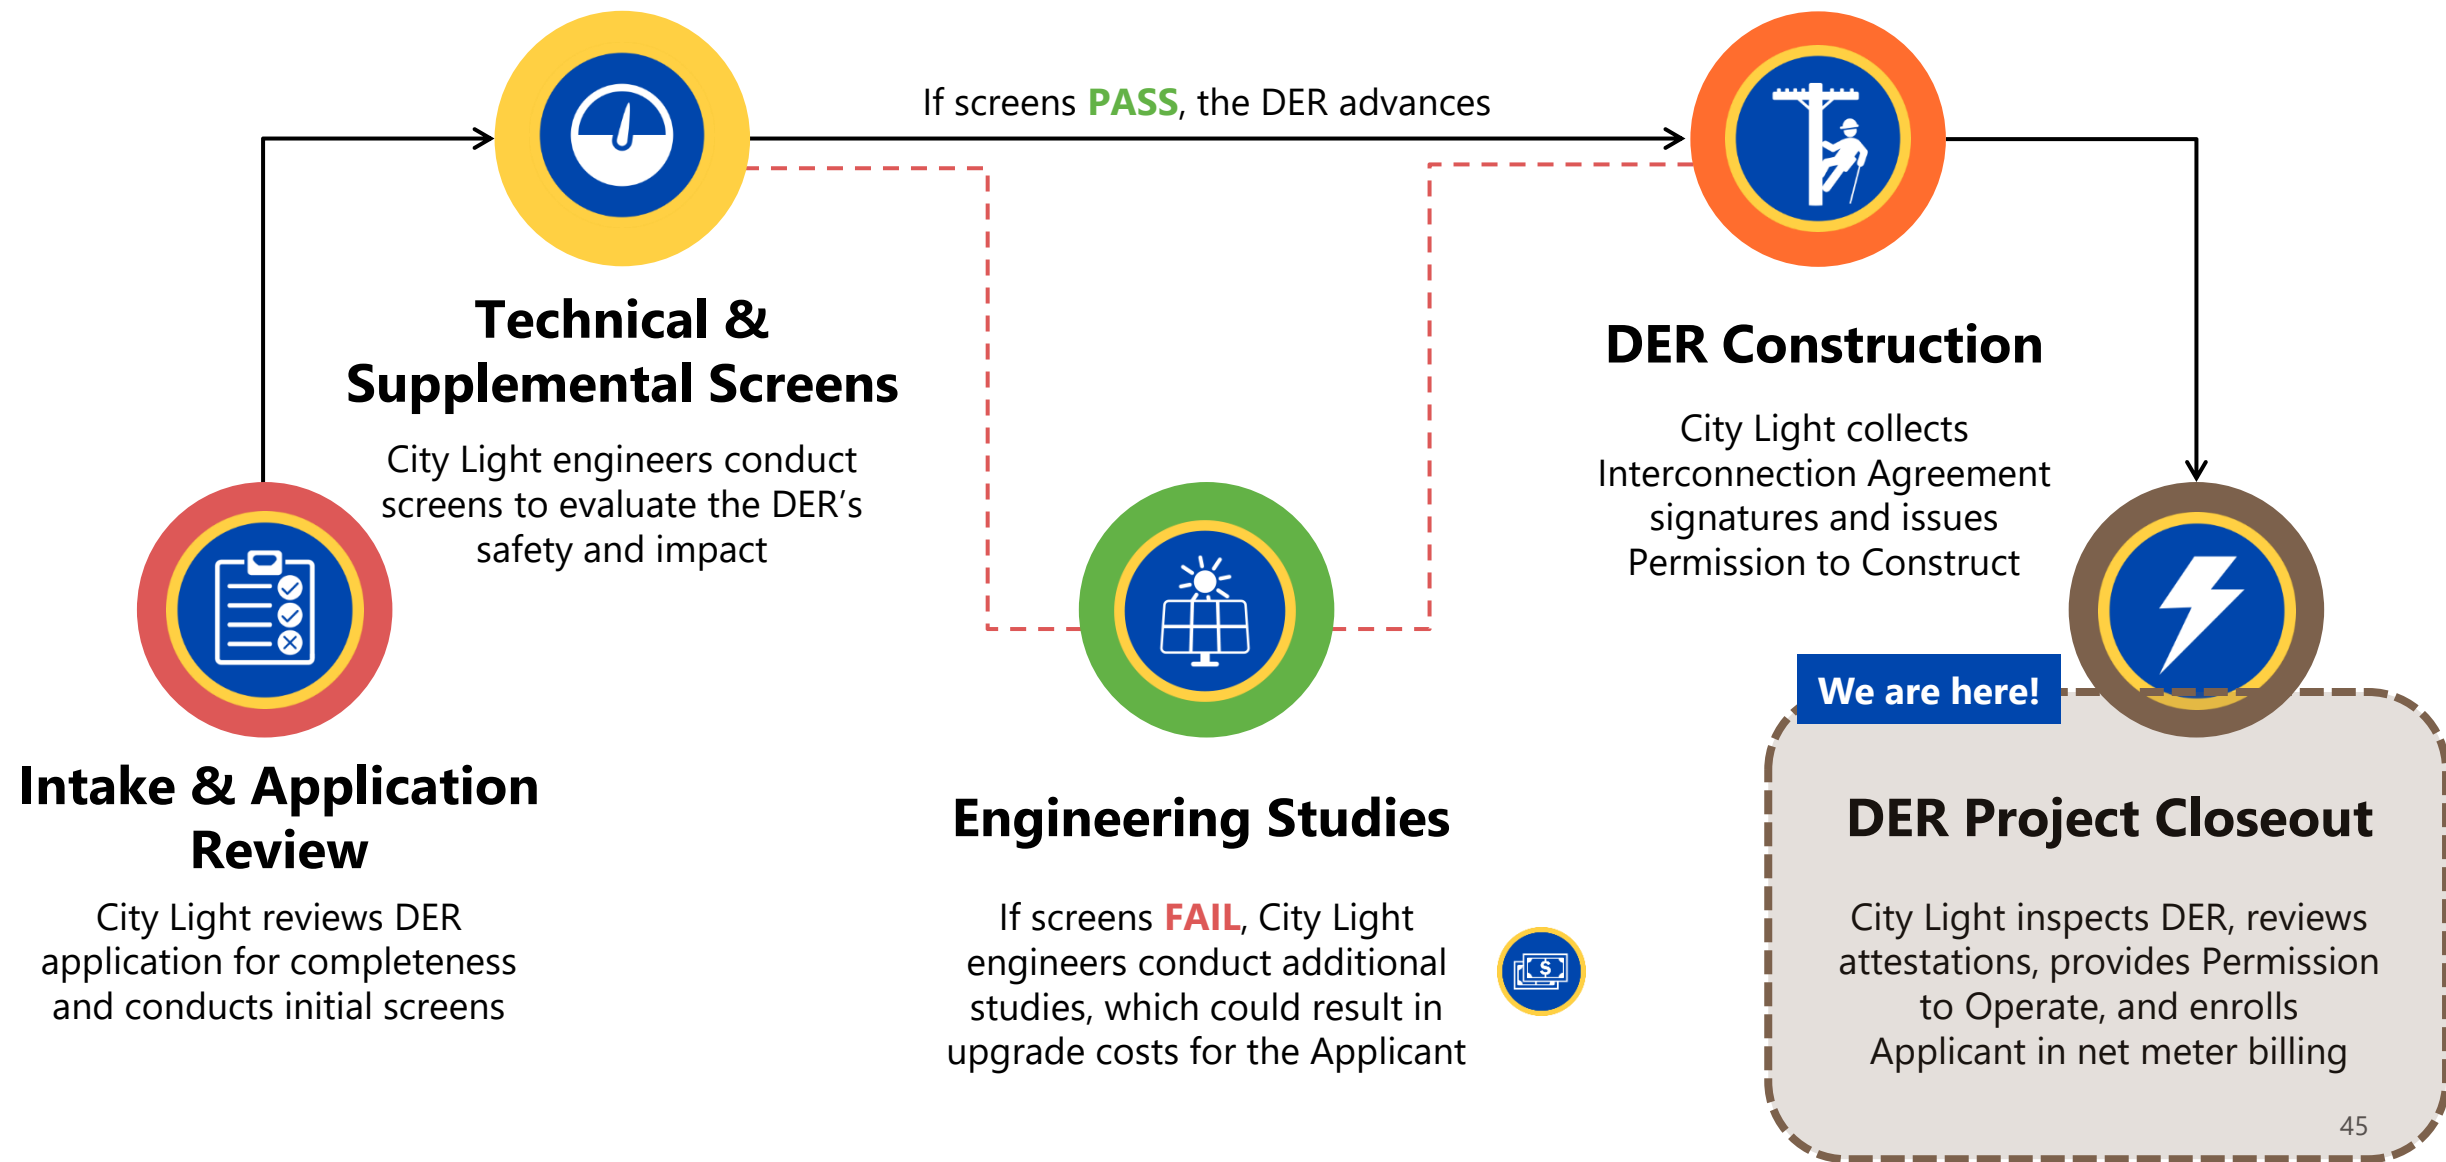 If screens PASS, the DER advances
Technical &
Supplemental Screens
City Light engineers conduct
screens to evaluate the DER’s
safety and impact
DER Construction
City Light collects
Interconnection Agreement
signatures and issues
Permission to Construct
Intake & Application
Review
City Light reviews DER
application for completeness
and conducts initial screens
Engineering Studies
If screens FAIL, City Light
engineers conduct additional
studies, which could result in
upgrade costs for the Applicant
$
We are here!
DER Project Closeout
City Light inspects DER, reviews
attestations, provides Permission
to Operate, and enrolls
Applicant in net meter billing
45